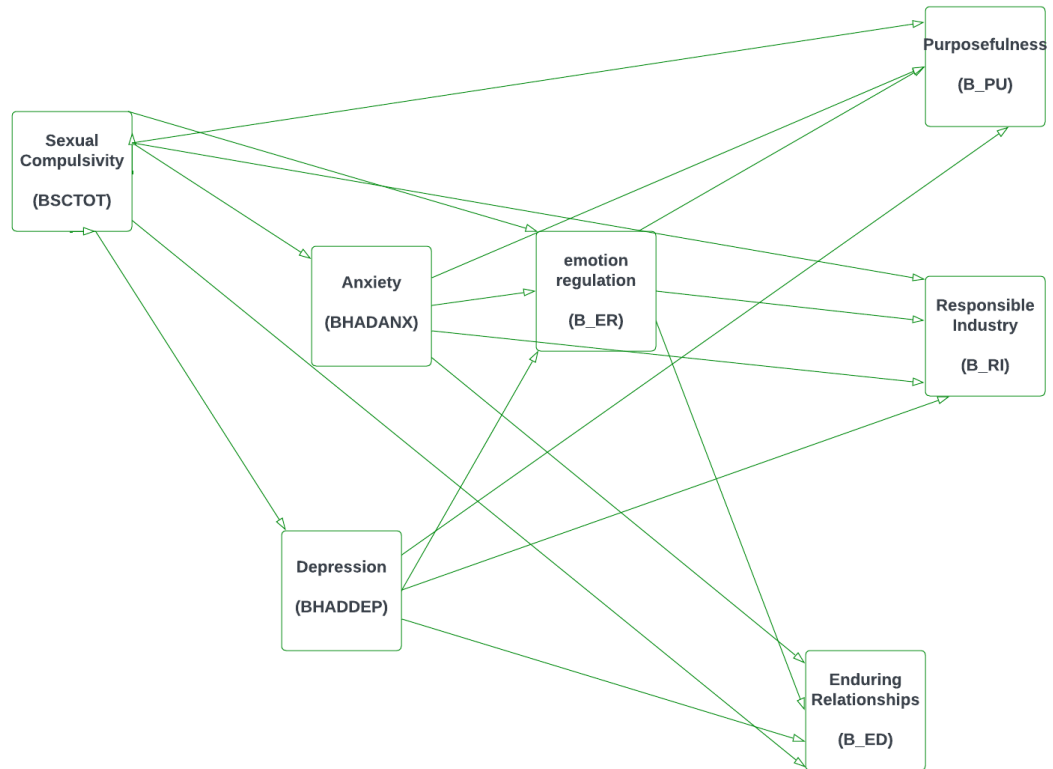 Purposefulness
(B_PU)
Sexual
Compulsivity
(BSCTOT)
Anxiety
(BHADANX)
emotion
regulation
(B_ER)
Responsible
Industry
(B_RI)
Depression
(BHADDEP)
Enduring
Relationships
(B_ED)